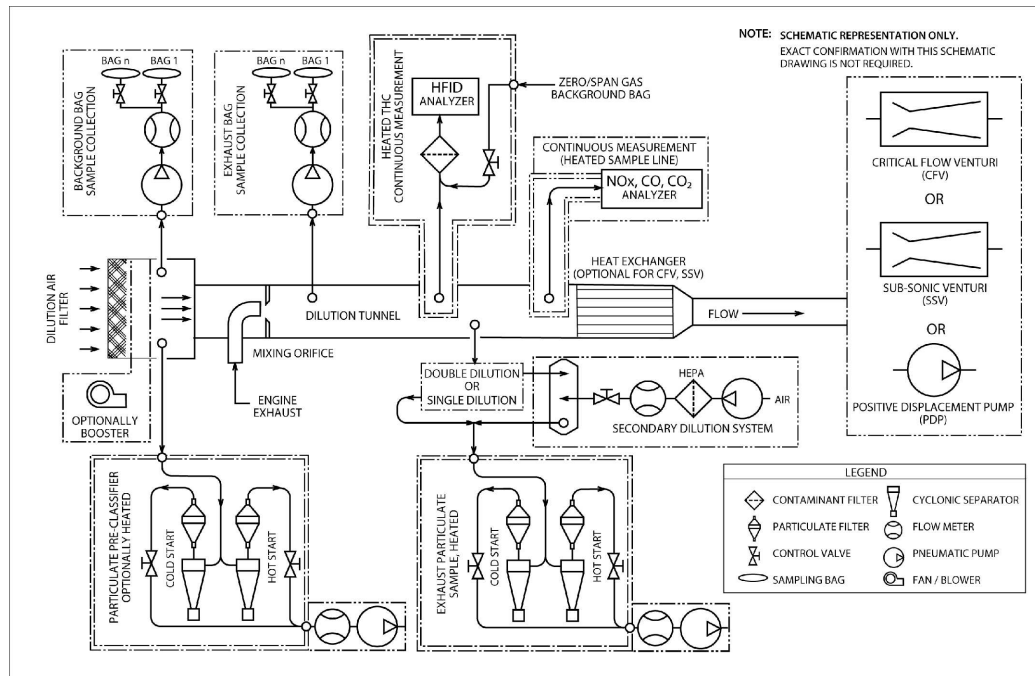 NOTE: SCHEMATIC REPRESENTATION ONLY.
EXACT CONFIRMATION WITH THIS SCHEMATIC
DRAWING IS NOT REQUIRED.
BACKGROUND BAG
SAMPLE COLLECTION
BAG n
BAG 1
EXHAUST BAG
SAMPLE COLLECTION
BAG n
BAG 1
HEATED THC
CONTINUOUS MEASUREMENT
HFID
ANALYZER
ZERO/SPAN GAS
BACKGROUND BAG
CONTINUOUS MEASUREMENT
(HEATED SAMPLE LINE)
NOx, CO, CO₂
ANALYZER
CRITICAL FLOW VENTURI
(CFV)
OR
SUB-SONIC VENTURI
(SSV)
OR
POSITIVE DISPLACEMENT PUMP
(PDP)
DILUTION AIR
FILTER
DILUTION TUNNEL
HEAT EXCHANGER
(OPTIONAL FOR CFV, SSV)
FLOW
MIXING ORIFICE
ENGINE
EXHAUST
OPTIONALLY
BOOSTER
DOUBLE DILUTION
OR
SINGLE DILUTION
HEPA
AIR
SECONDARY DILUTION SYSTEM
PARTICULATE PRE-CLASSIFIER
OPTIONALLY HEATED
COLD START
HOT START
EXHAUST PARTICULATE
SAMPLE, HEATED
COLD START
HOT START
LEGEND
CONTAMINANT FILTER
CYCLONIC SEPARATOR
PARTICULATE FILTER
FLOW METER
CONTROL VALVE
PNEUMATIC PUMP
SAMPLING BAG
FAN / BLOWER